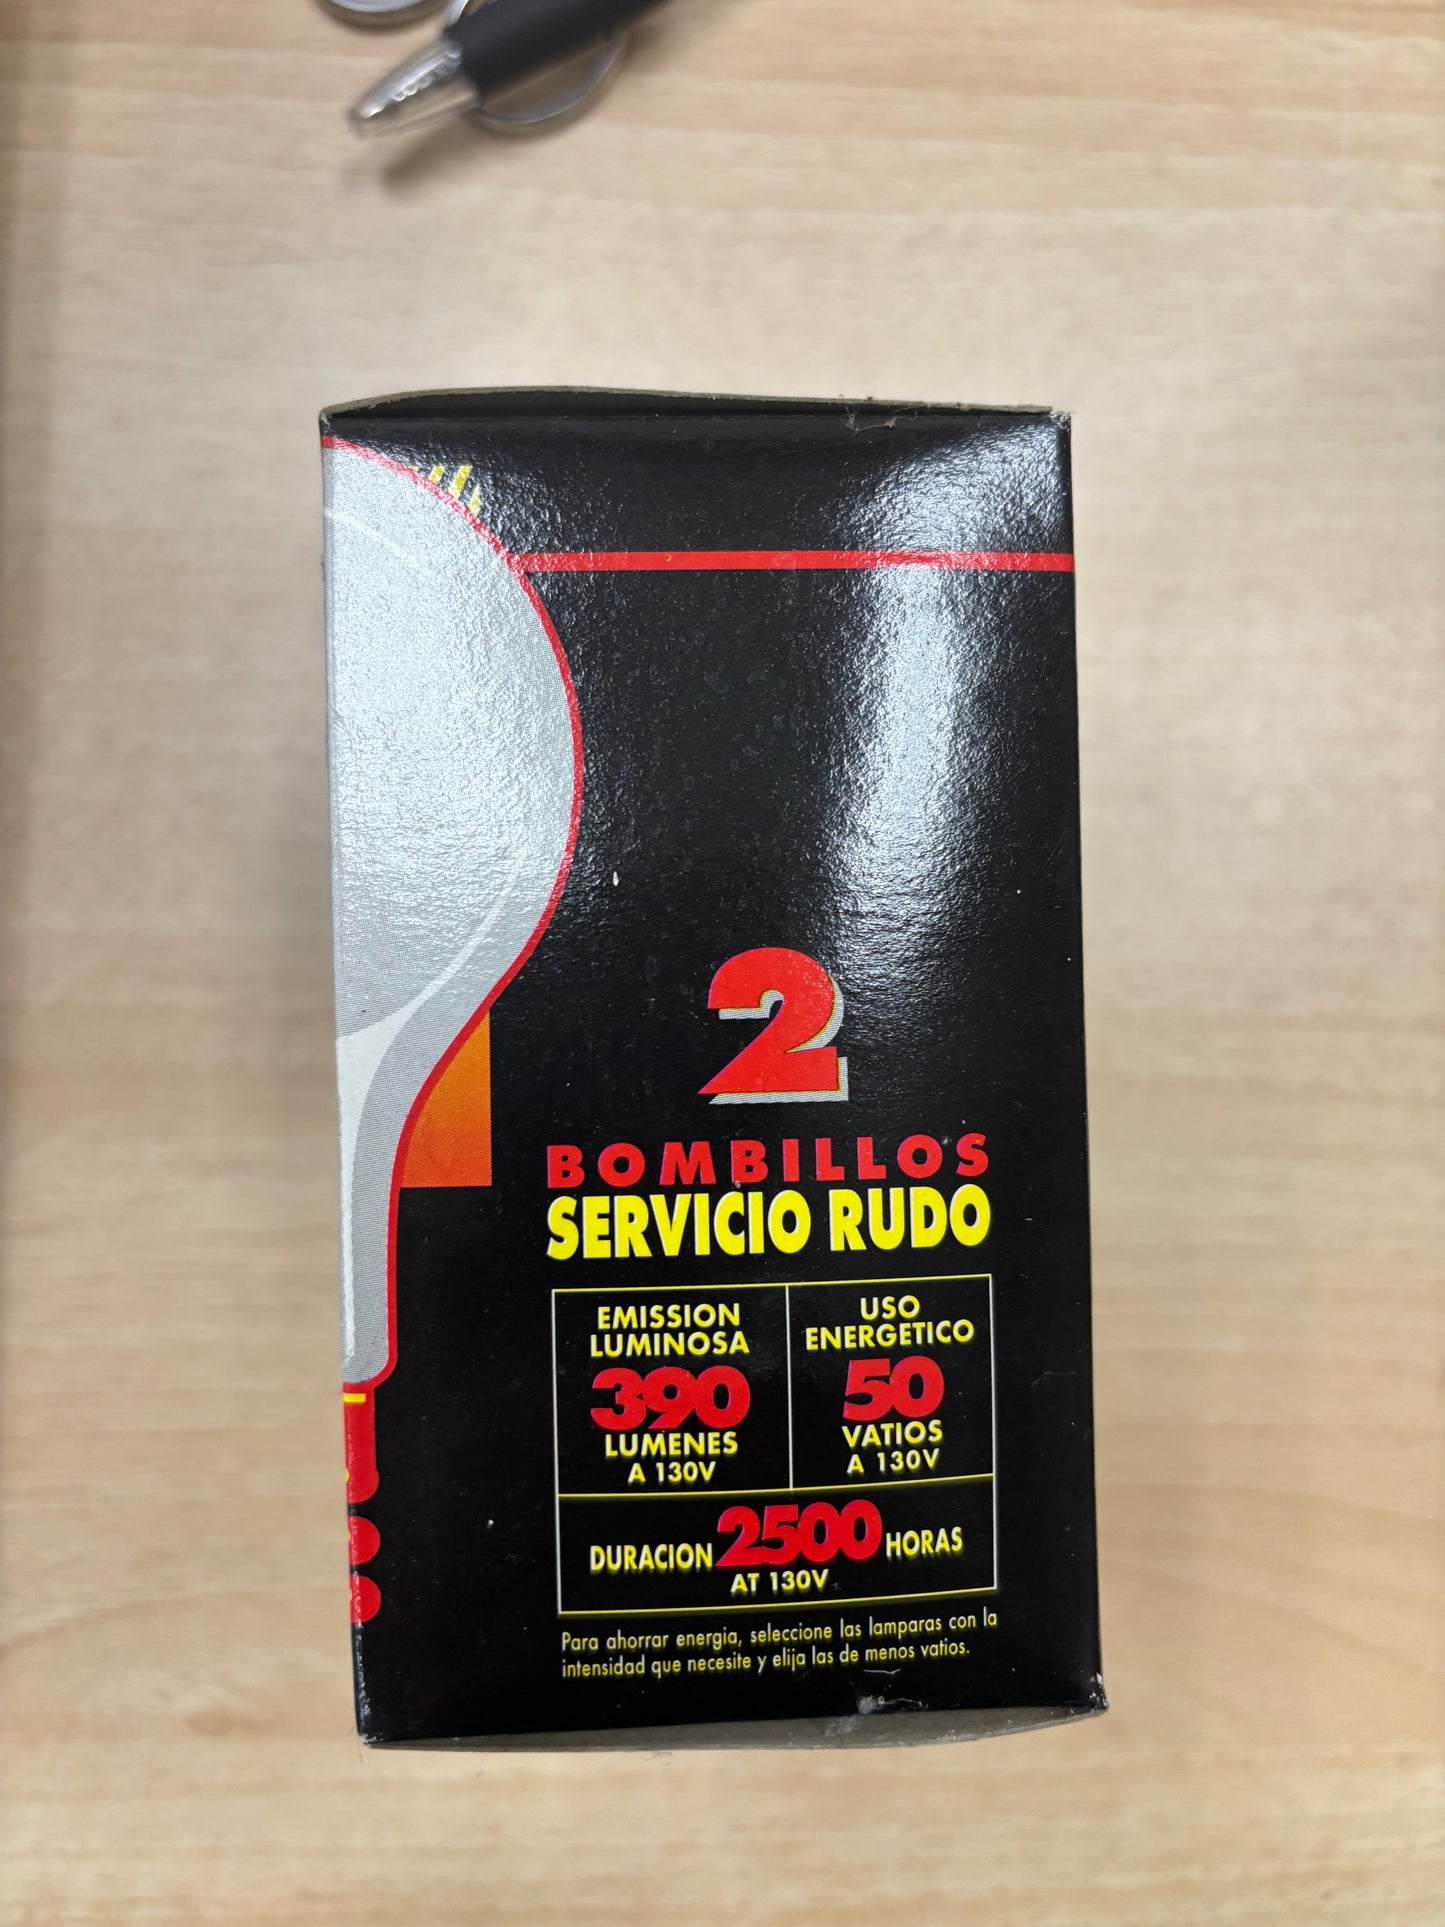 2
BOMBILLOS
SERVICIO RUDO
EMISSION
LUMINOSA
390
LUMENES
A 130V
USO
ENERGETICO
50
VATIOS
A 130V
DURACION 2500 HORAS
AT 130V
Para ahorrar energia, seleccione las lamparas con la
intensidad que necesite y elija las de menos vatios.